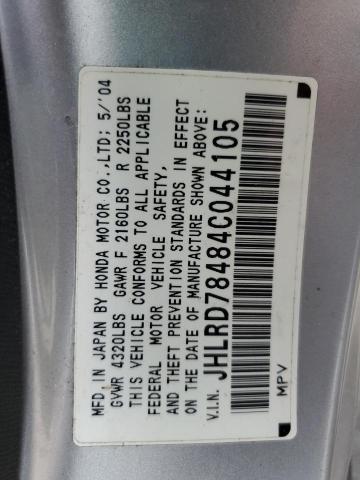 MFD. IN JAPAN BY HONDA MOTOR CO.,LTD; 5/'04
GVWR 4320LBS GAWR F 2160LBS R 2250LBS
THIS VEHICLE CONFORMS TO ALL APPLICABLE
FEDERAL MOTOR VEHICLE SAFETY,
AND THEFT PREVENTION STANDARDS IN EFFECT
ON THE DATE OF MANUFACTURE SHOWN ABOVE:
V.I.N. JHLRD78484C044105
MPV